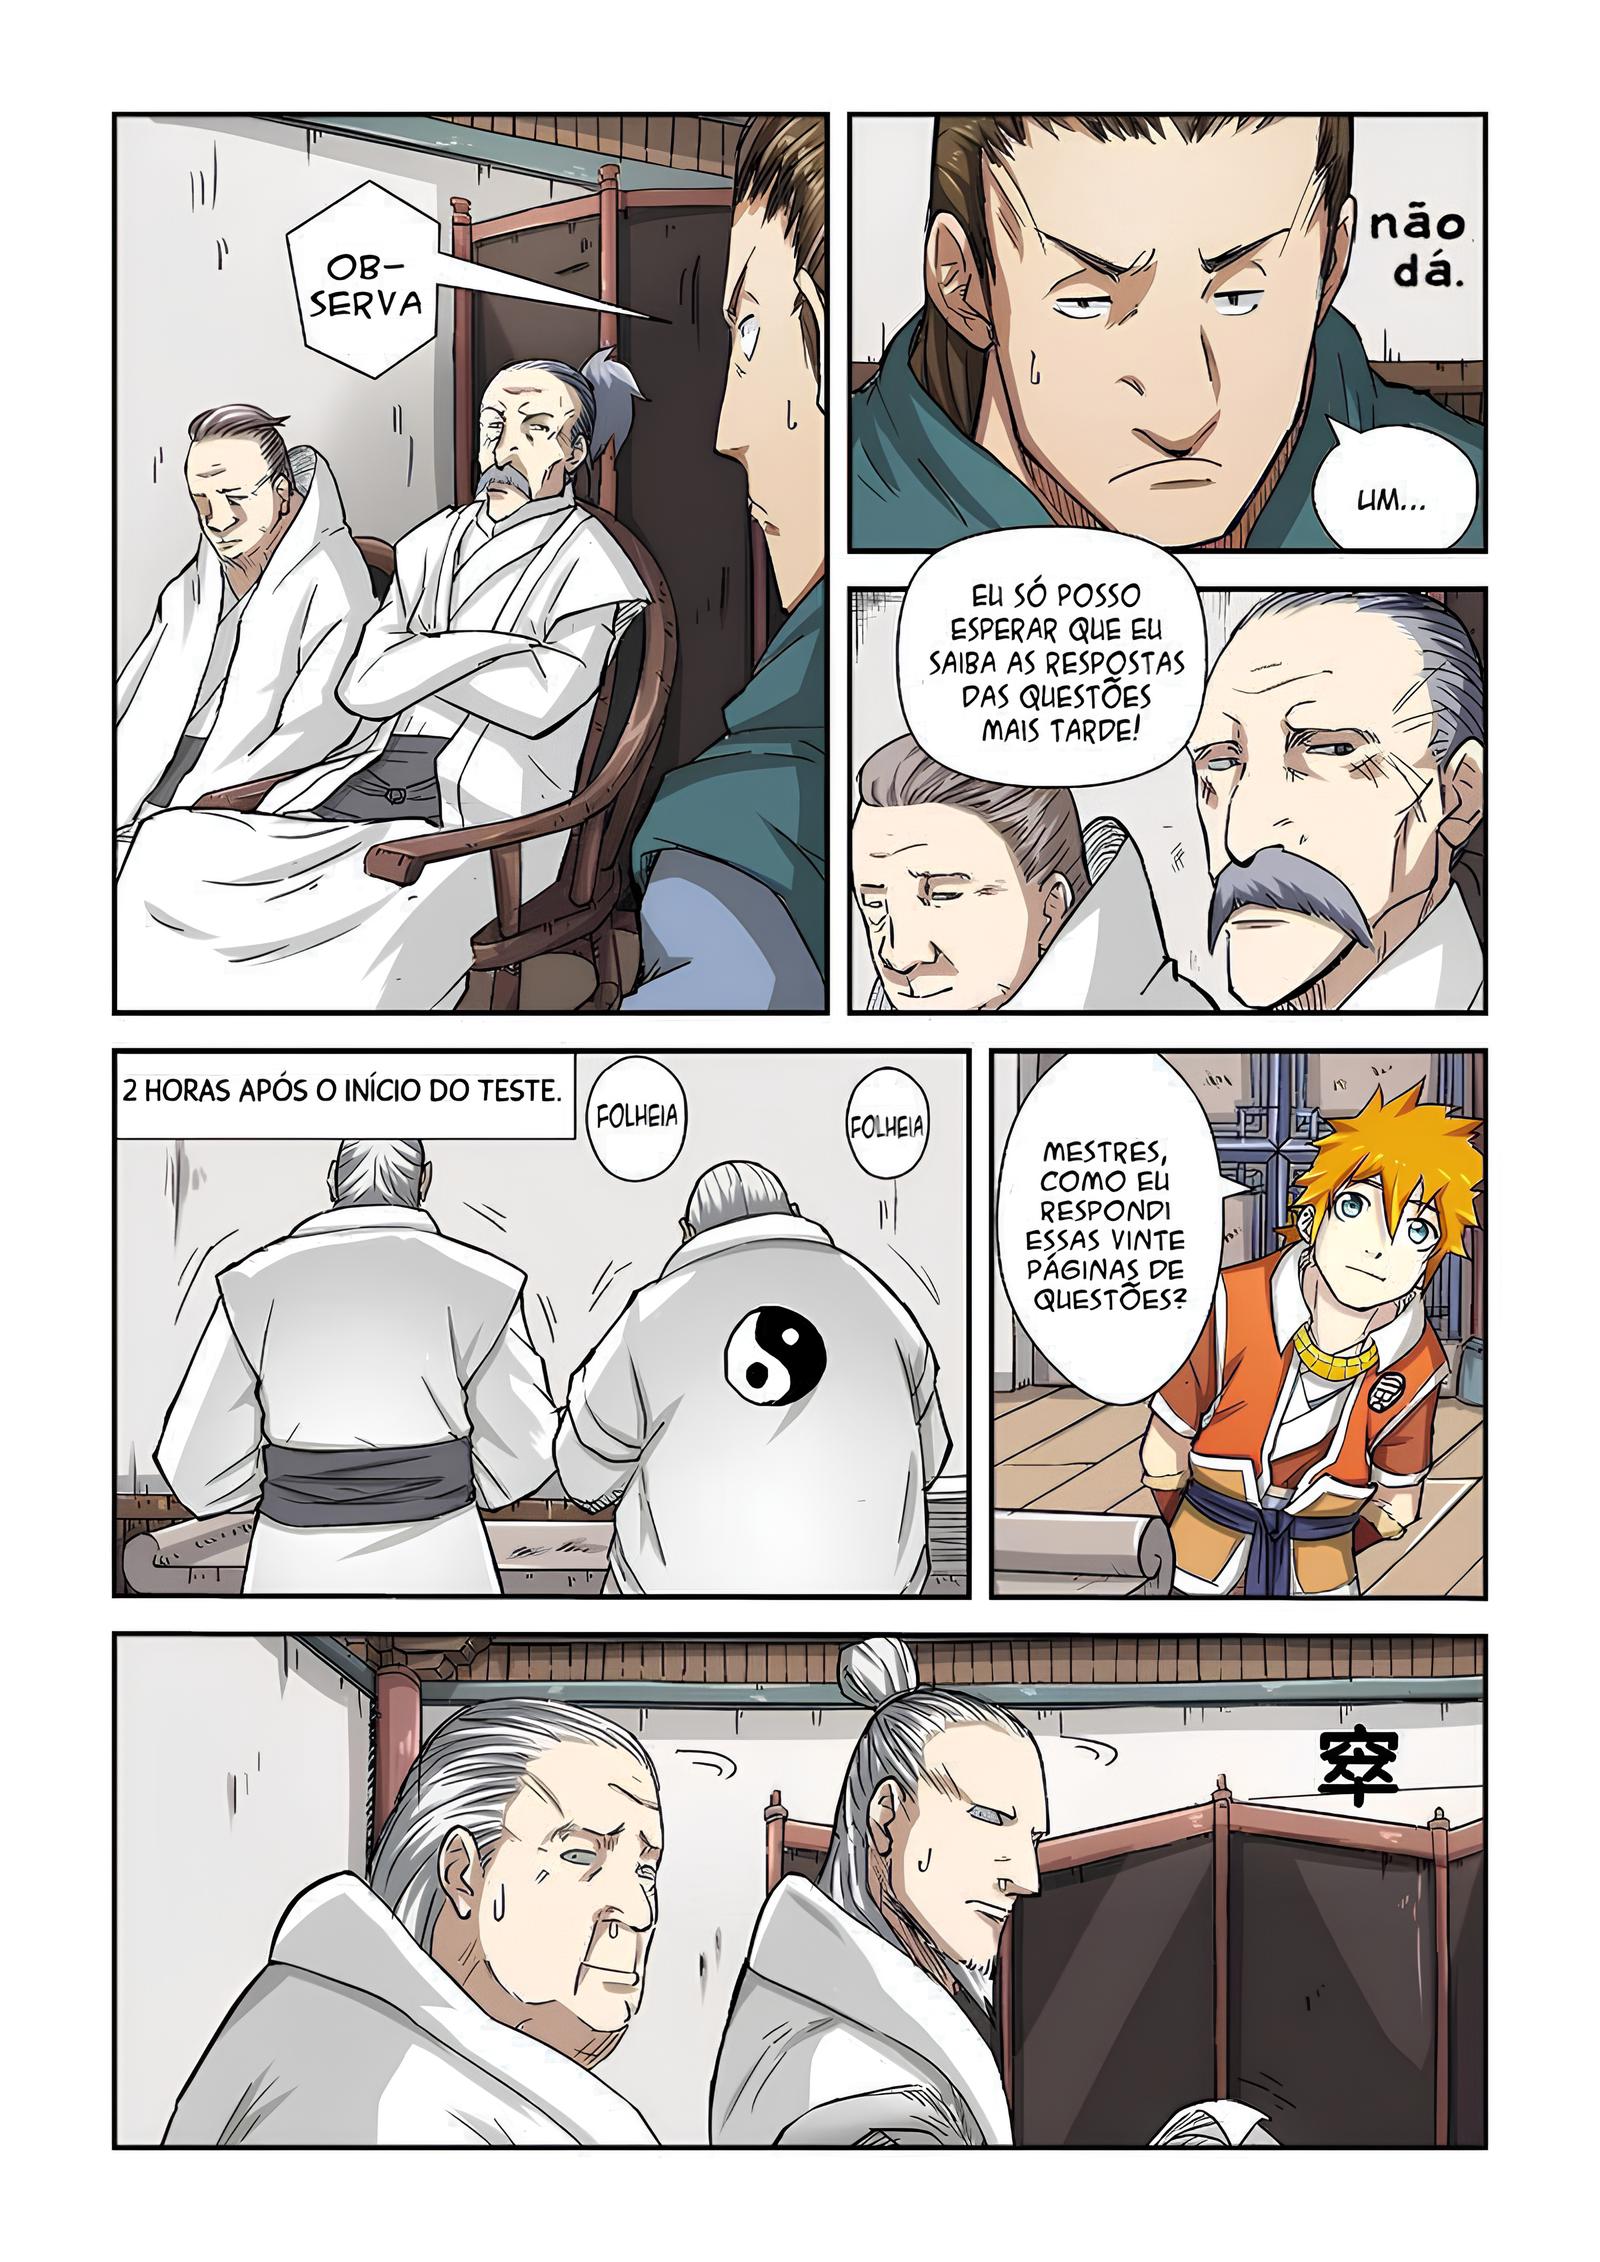 OB-
SERVA
não
dá.
UM...
EU SÓ POSSO
ESPERAR QUE EU
SAIBA AS RESPOSTAS
DAS QUESTÕES
MAIS TARDE!
2 HORAS APÓS O INÍCIO DO TESTE.
FOLHEIA
FOLHEIA
MESTRES,
COMO EU
RESPONDI
ESSAS VINTE
PÁGINAS DE
QUESTÕES?